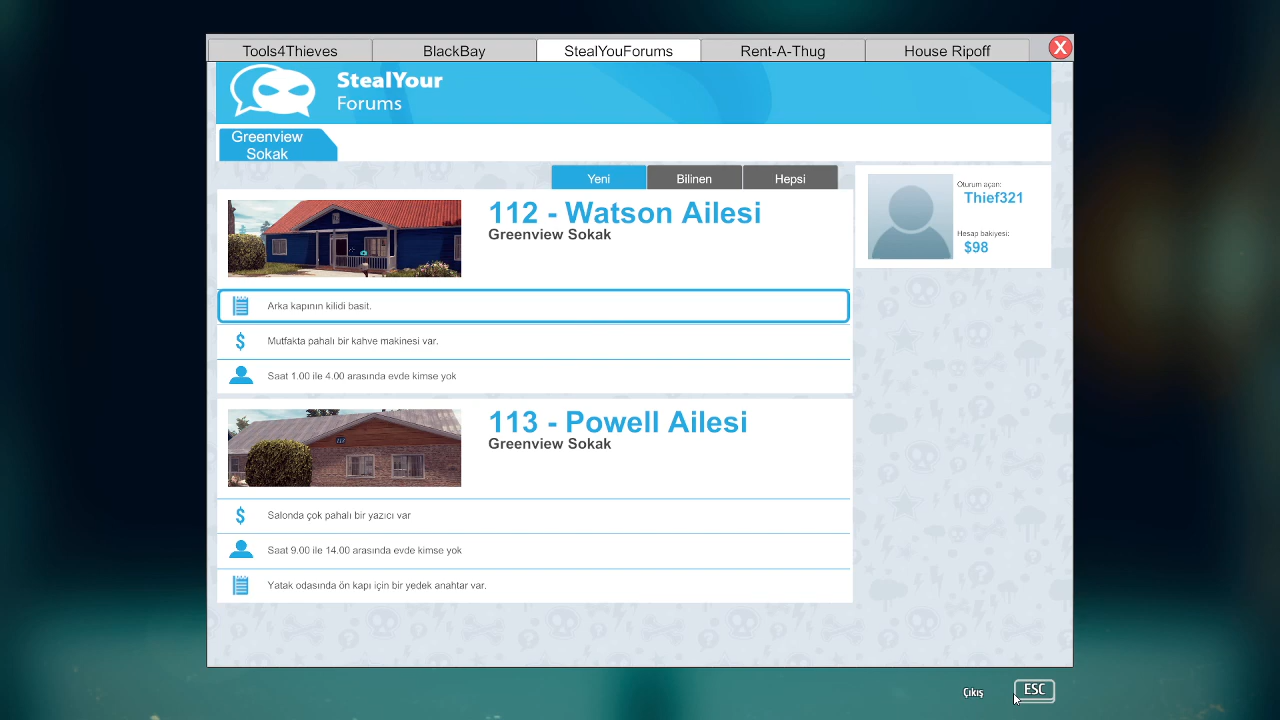 Tools4Thieves
BlackBay
StealYouForums
Rent-A-Thug
House Ripoff
X
StealYour
Forums
Greenview
Sokak
Yeni
Bilinen
Hepsi
Oturum açan:
Thief321
Hesap bakiyesi:
$98
112 - Watson Ailesi
Greenview Sokak
Arka kapının kilidi basit.
$ Mutfakta pahalı bir kahve makinesi var.
Saat 1.00 ile 4.00 arasında evde kimse yok
113 - Powell Ailesi
Greenview Sokak
$ Salonda çok pahalı bir yazıcı var
Saat 9.00 ile 14.00 arasında evde kimse yok
Yatak odasında ön kapı için bir yedek anahtar var.
Çıkış
ESC